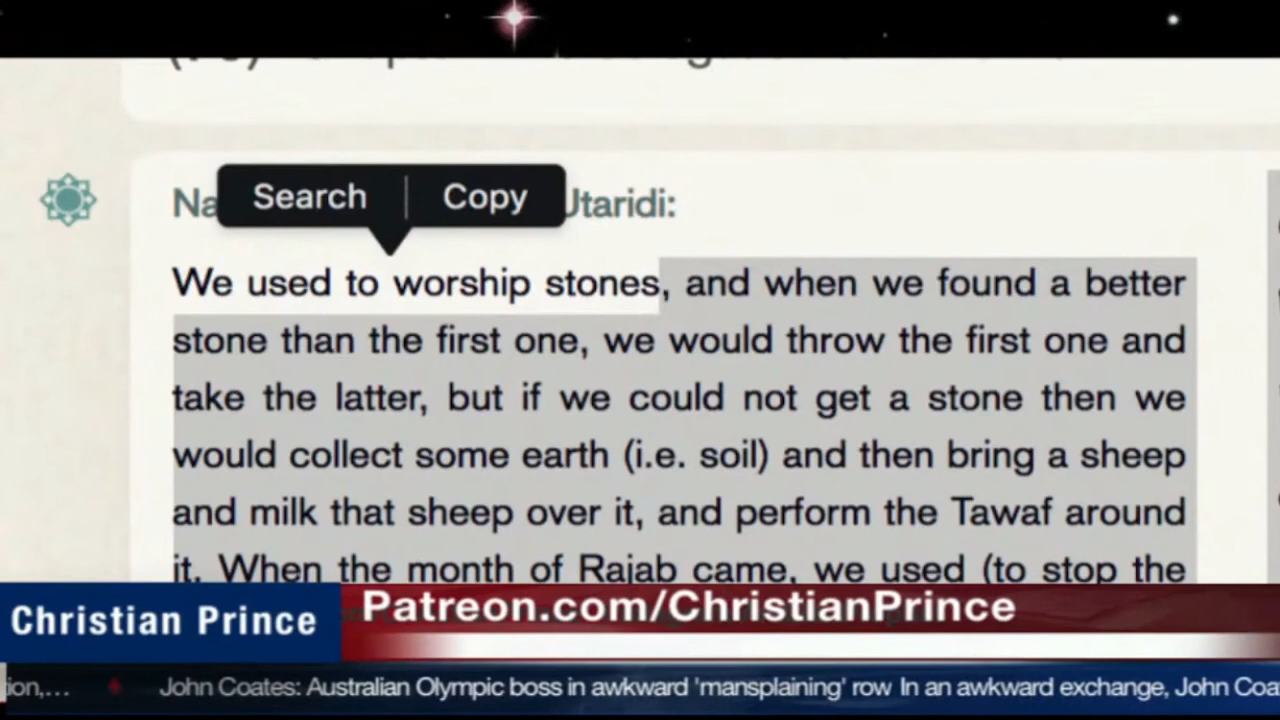 Search | Copy
Na
Utaridi:
We used to worship stones, and when we found a better
stone than the first one, we would throw the first one and
take the latter, but if we could not get a stone then we
would collect some earth (i.e. soil) and then bring a sheep
and milk that sheep over it, and perform the Tawaf around
it. When the month of Rajab came, we used (to stop the
Christian Prince
Patreon.com/ChristianPrince
ion,... John Coates: Australian Olympic boss in awkward 'mansplaining' row In an awkward exchange, John Coa